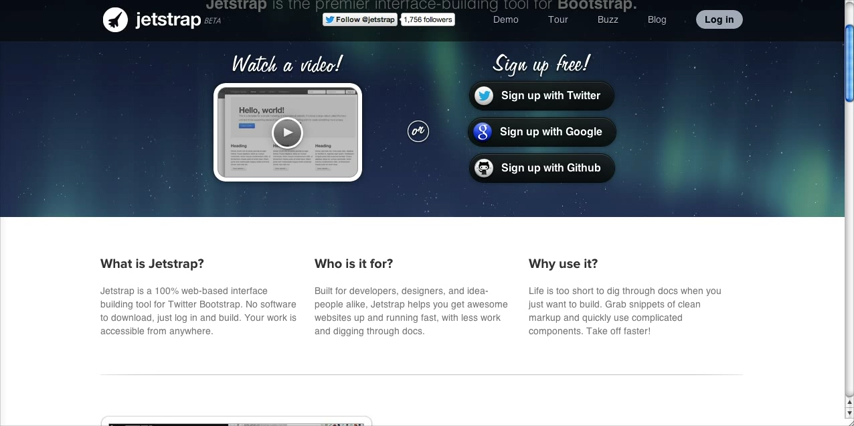 Jetstrap is the premier interface-building tool for Bootstrap.
jetstrap BETA
Follow @jetstrap
1,756 followers
Demo
Tour
Buzz
Blog
Log in
Watch a video!
Hello, world!
Heading
Heading
Heading
or
Sign up free!
Sign up with Twitter
Sign up with Google
Sign up with Github
What is Jetstrap?
Jetstrap is a 100% web-based interface
building tool for Twitter Bootstrap. No software
to download, just log in and build. Your work is
accessible from anywhere.
Who is it for?
Built for developers, designers, and idea-
people alike, Jetstrap helps you get awesome
websites up and running fast, with less work
and digging through docs.
Why use it?
Life is too short to dig through docs when you
just want to build. Grab snippets of clean
markup and quickly use complicated
components. Take off faster!